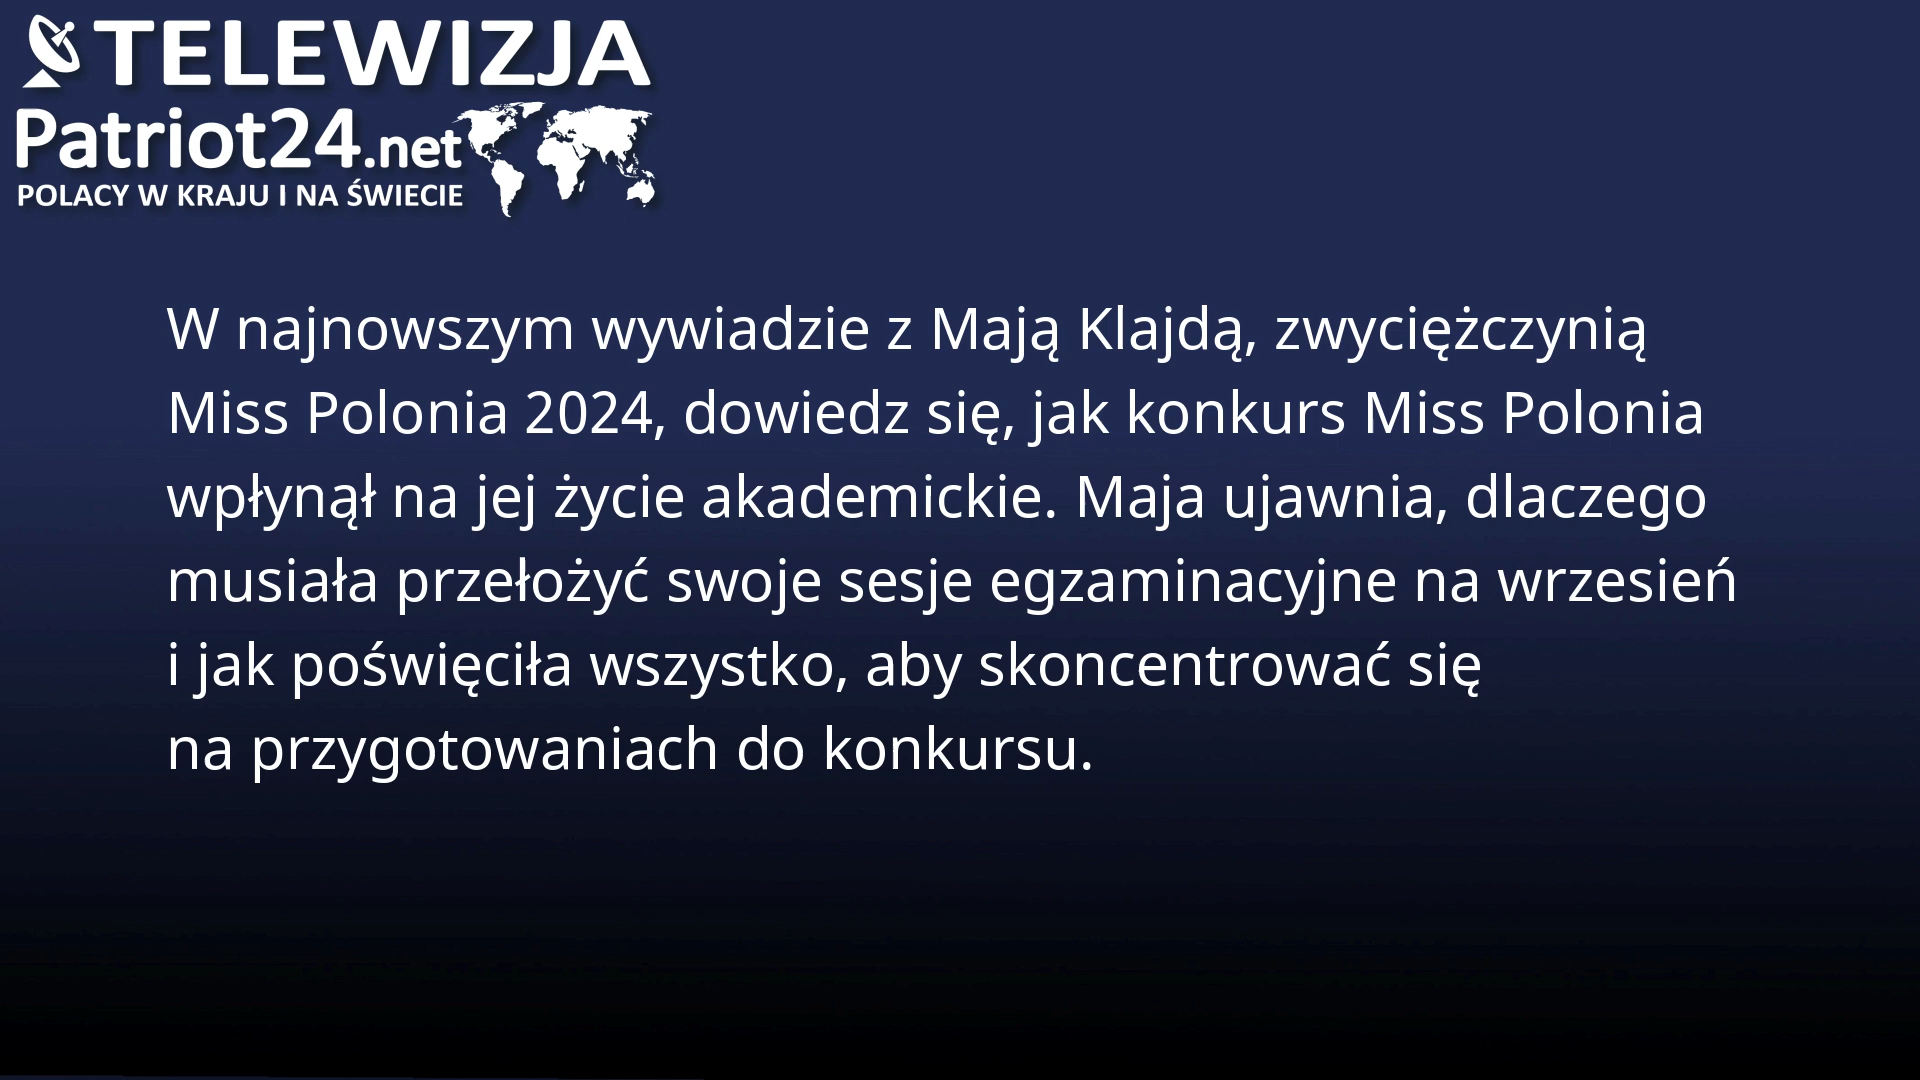 TELEWIZJA
Patriot24.net
POLACY W KRAJU I NA ŚWIECIE
W najnowszym wywiadzie z Mają Klajdą, zwyciężczynią
Miss Polonia 2024, dowiedz się, jak konkurs Miss Polonia
wpłynął na jej życie akademickie. Maja ujawnia, dlaczego
musiała przełożyć swoje sesje egzaminacyjne na wrzesień
i jak poświęciła wszystko, aby skoncentrować się
na przygotowaniach do konkursu.